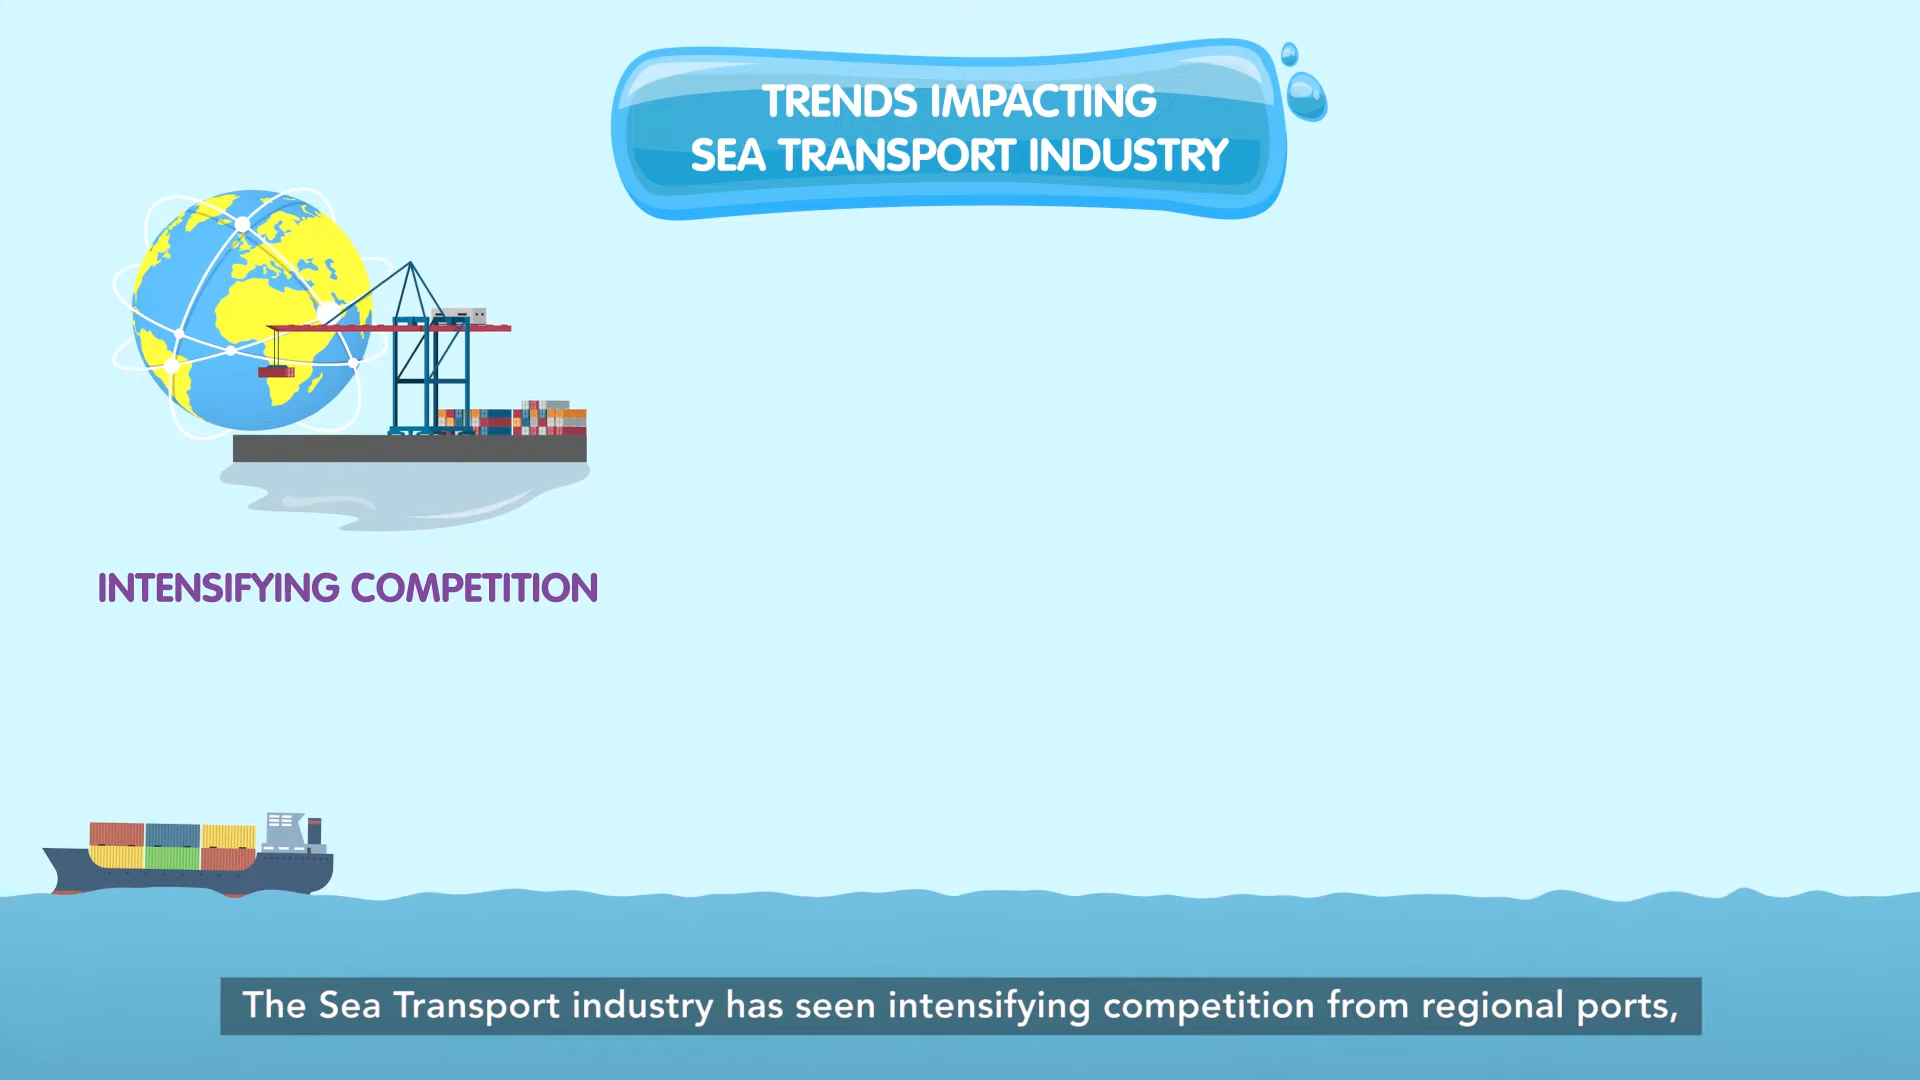 TRENDS IMPACTING
SEA TRANSPORT INDUSTRY
INTENSIFYING COMPETITION
The Sea Transport industry has seen intensifying competition from regional ports,